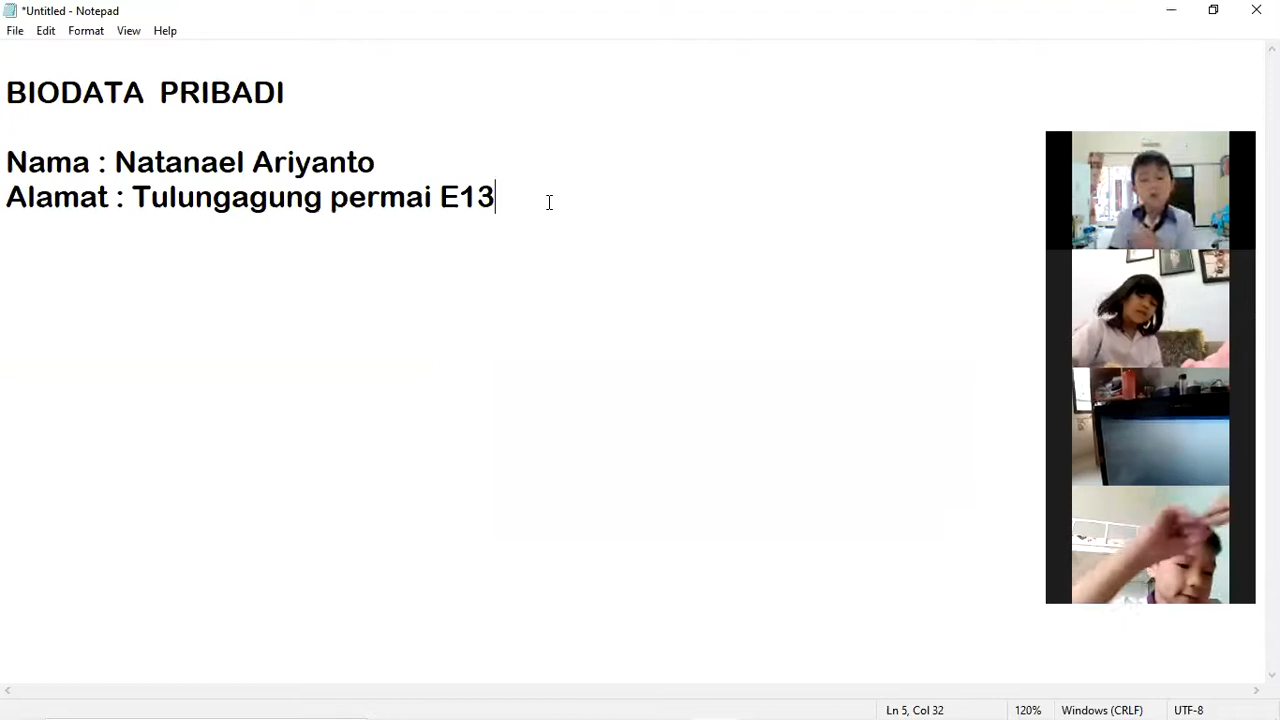 *Untitled - Notepad
File Edit Format View Help
BIODATA PRIBADI
Nama : Natanael Ariyanto
Alamat : Tulungagung permai E13
Ln 5, Col 32 120% Windows (CRLF) UTF-8